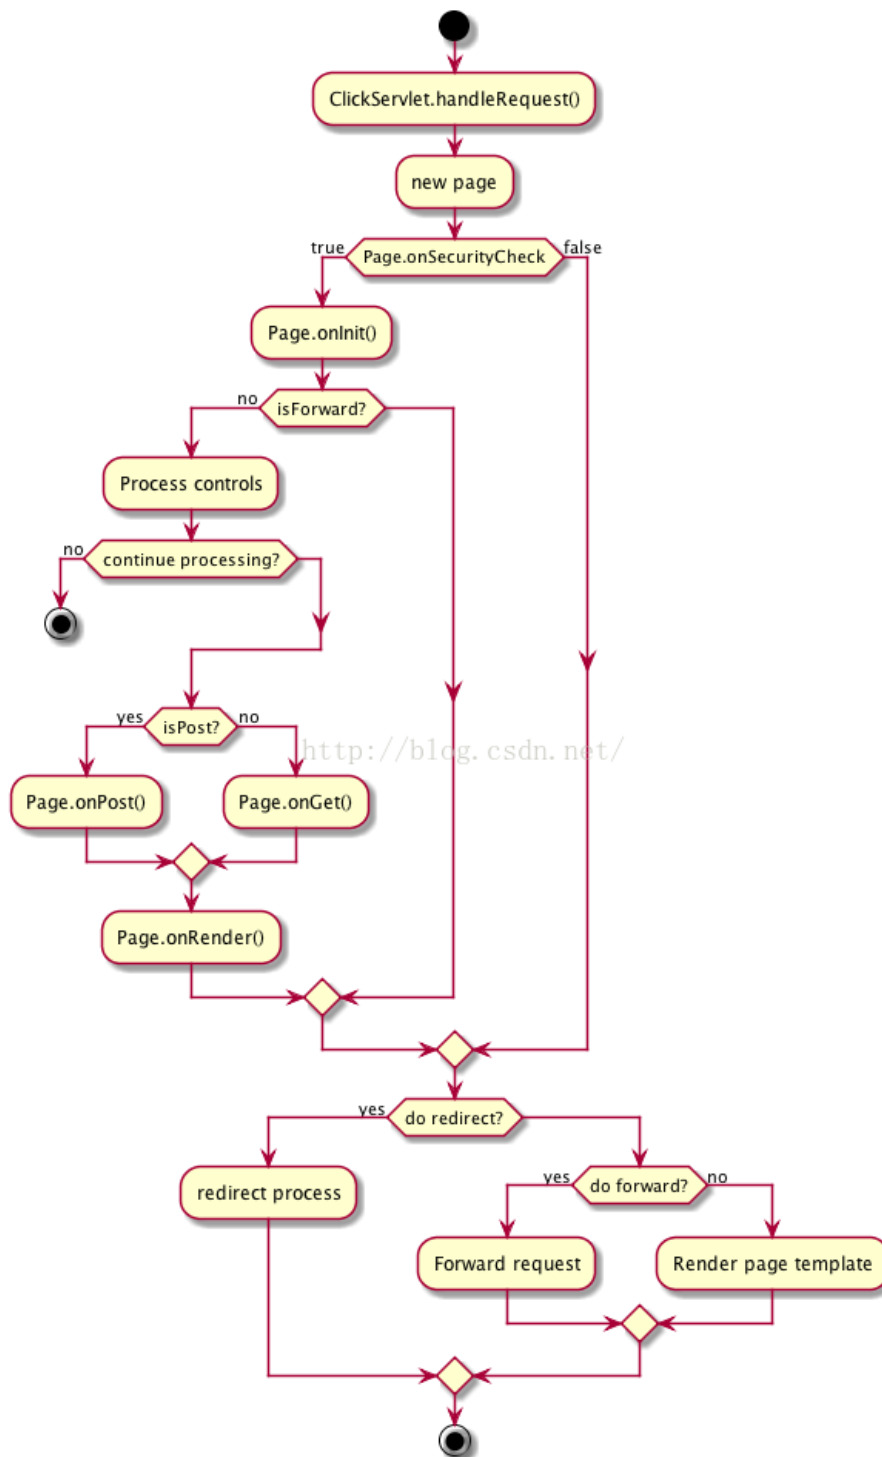 ClickServlet.handleRequest()
new page
true
Page.onSecurityCheck
false
Page.onInit()
no
isForward?
Process controls
no
continue processing?
yes
isPost?
no
http://blog.csdn.net/
Page.onPost()
Page.onGet()
Page.onRender()
yes
do redirect?
redirect process
yes
do forward?
no
Forward request
Render page template